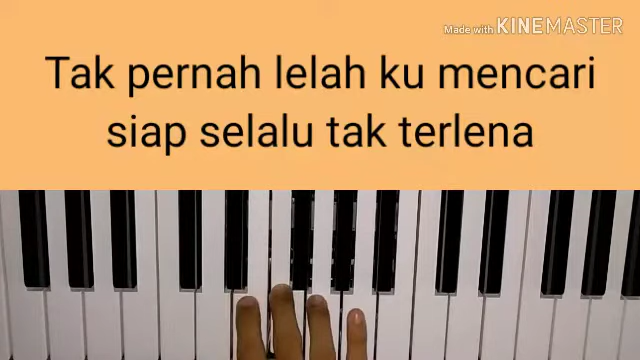 Made with KINEMASTER
Tak pernah lelah ku mencari
siap selalu tak terlena